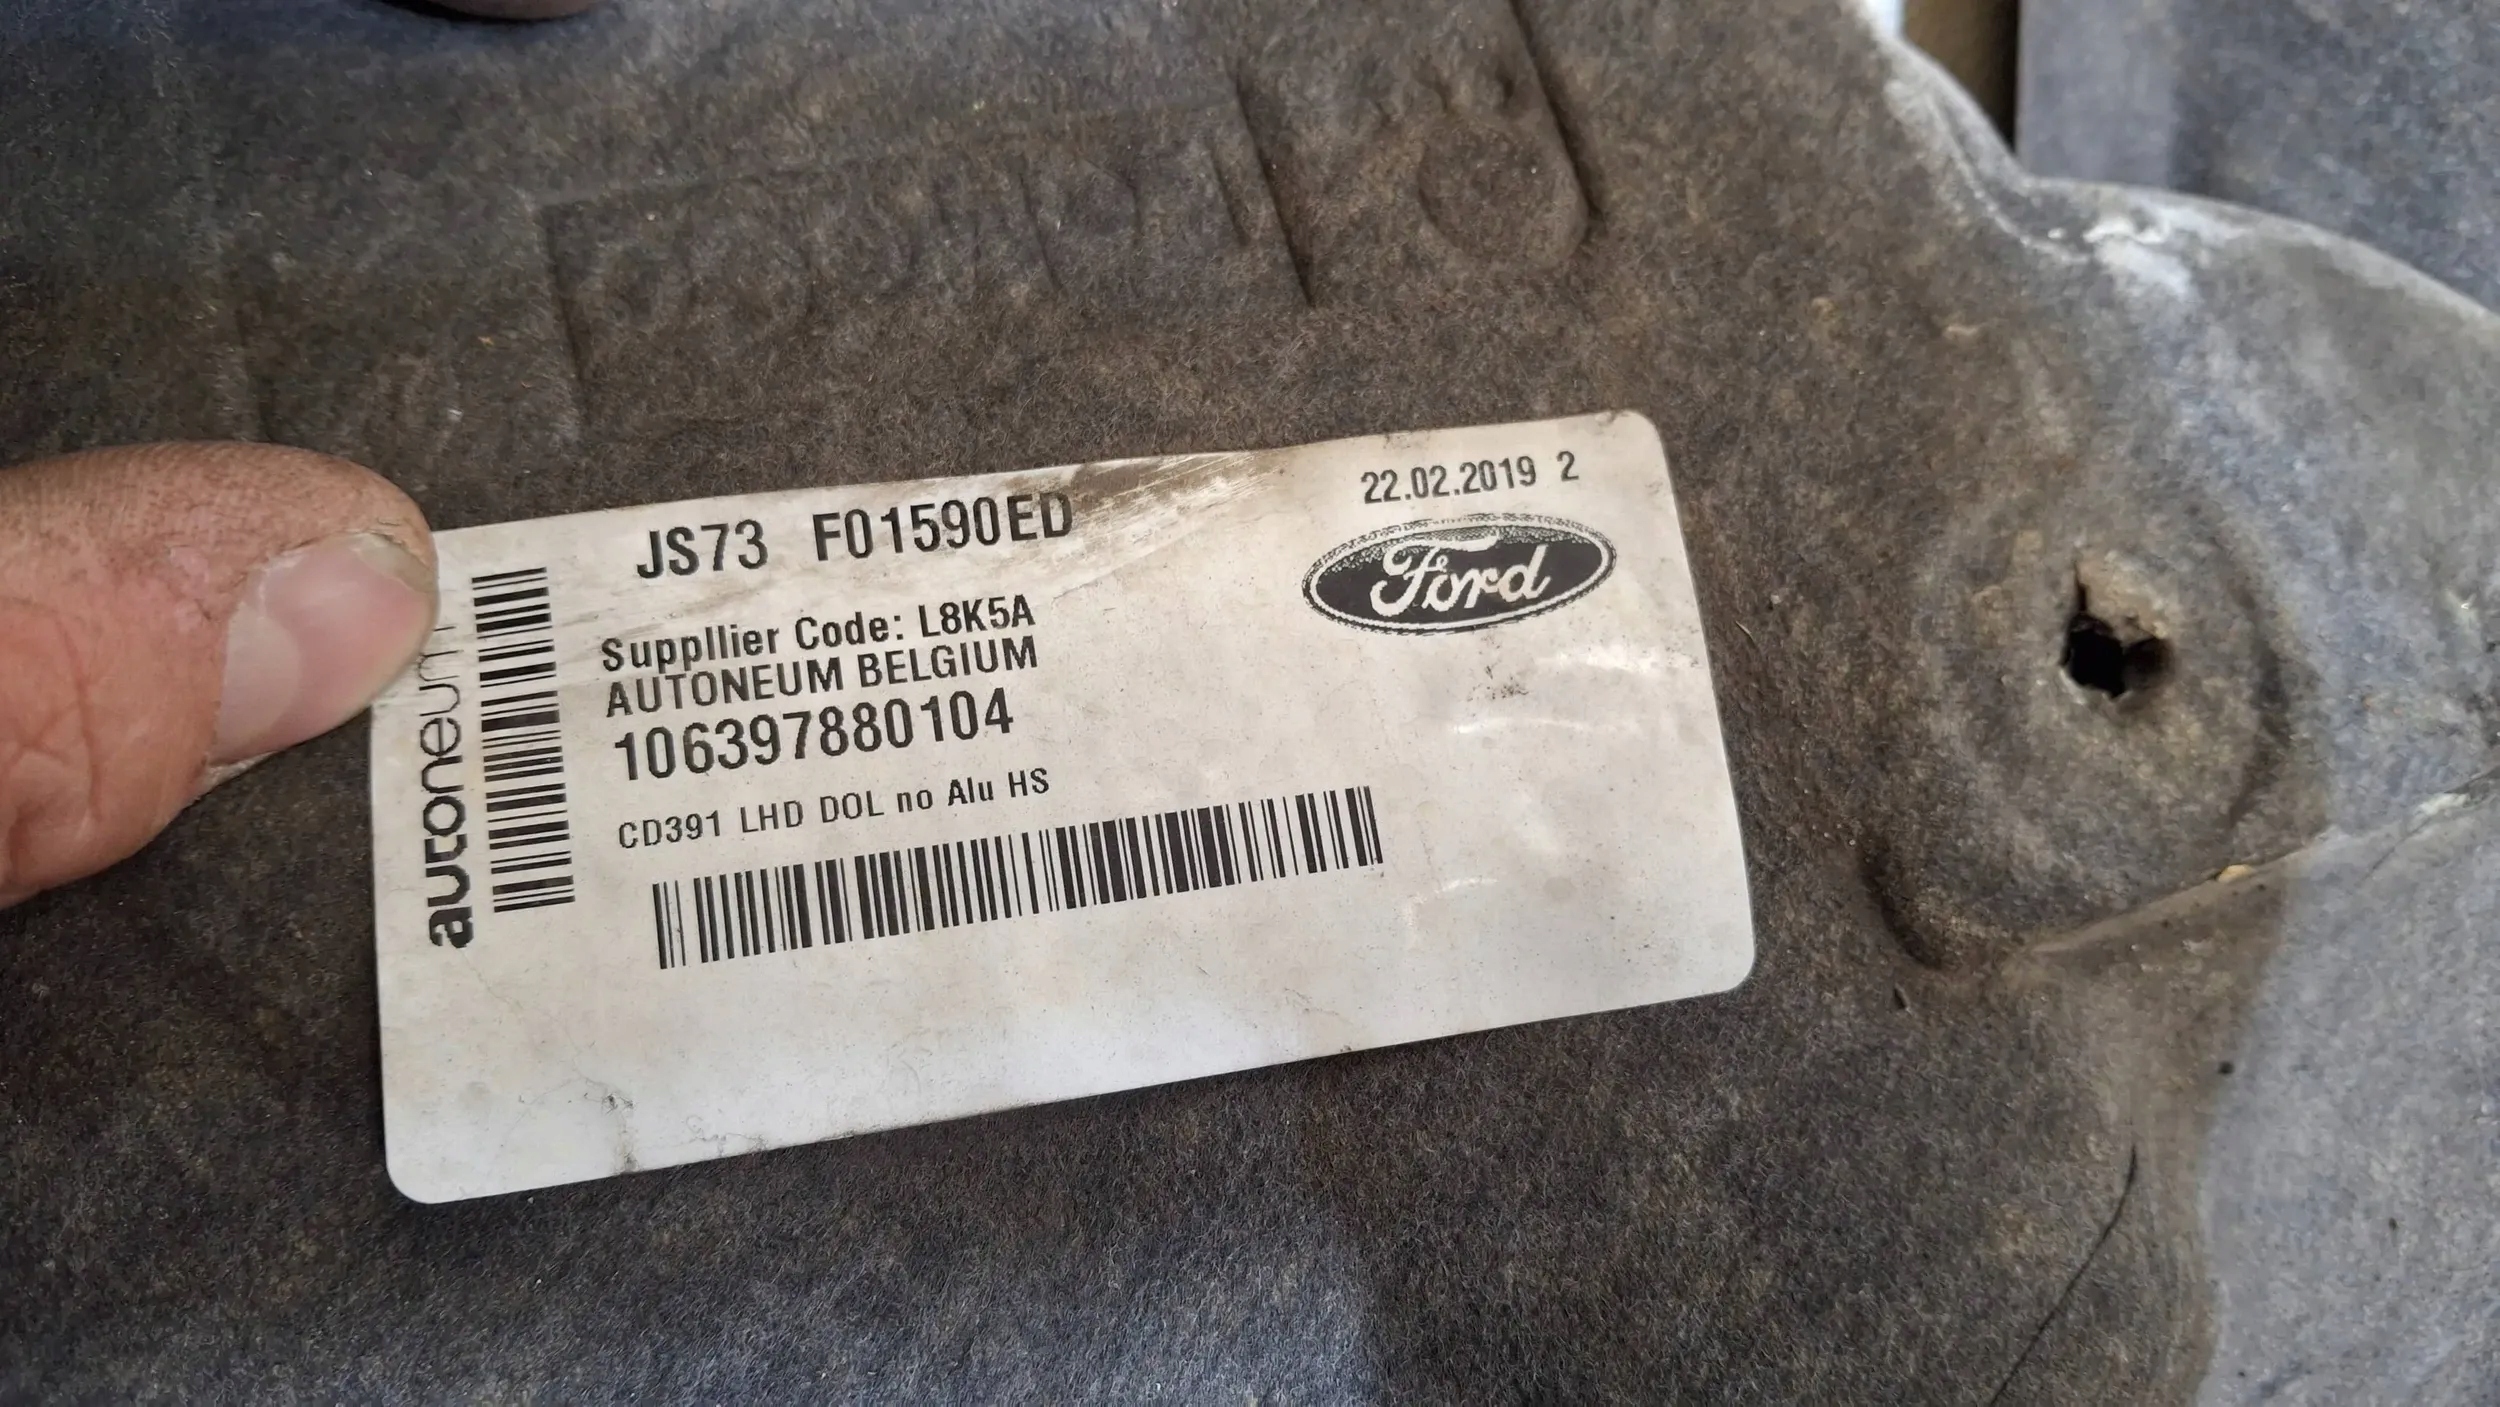 JS73 F01590ED
22.02.2019 2
Ford
Suppllier Code: L8K5A
AUTONEUM BELGIUM
106397880104
CD391 LHD DOL no Alu HS
autoneum